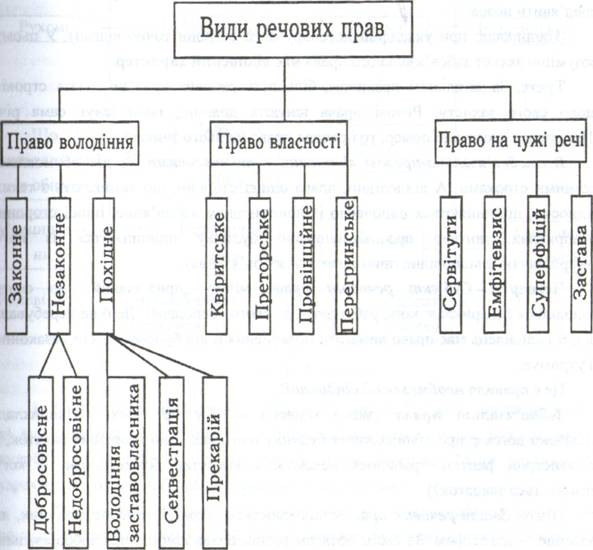 Види речових прав
Право володіння
Право власності
Право на чужі речі
Законне
Незаконне
Похідне
Квіритське
Преторське
Провінційне
Перегринське
Сервітути
Емфітевзис
Суперфіцій
Застава
Добросовісне
Недобросовісне
володіння
заставовласника
Секвестрація
Прекарій